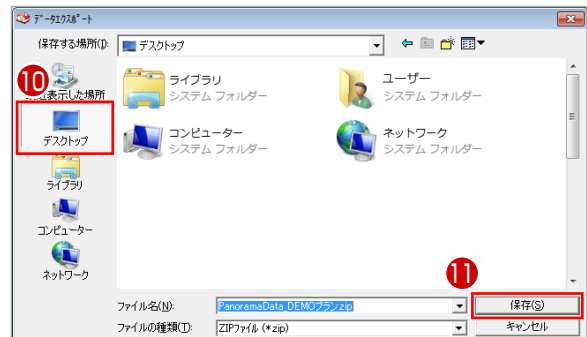 データエクスポート
保存する場所(I):
デスクトップ
⑩
表示した場所
デスクトップ
ライブラリ
コンピューター
ネットワーク
ライブラリ
システム フォルダー
ユーザー
システム フォルダー
コンピューター
システム フォルダー
ネットワーク
システム フォルダー
⑪
ファイル名(N):
PanoramaData_DEMOプラン.zip
保存(S)
ファイルの種類(T):
ZIPファイル (*.zip)
キャンセル